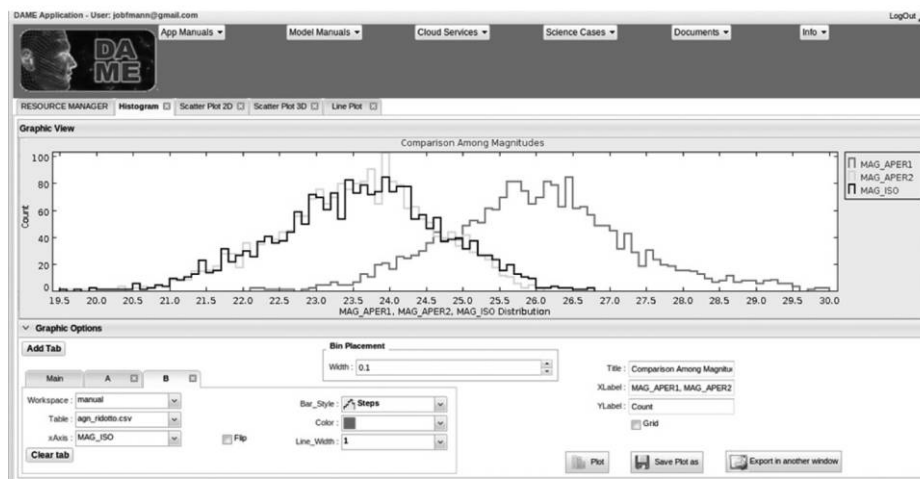 DAME Application - User: jobfmann@gmail.com LogOut
DA
ME
App Manuals Model Manuals Cloud Services Science Cases Documents Info
RESOURCE MANAGER Histogram Scatter Plot 2D Scatter Plot 3D Line Plot
Graphic View
Comparison Among Magnitudes
100
80
60
40
20
0
Count
19.5 20.0 20.5 21.0 21.5 22.0 22.5 23.0 23.5 24.0 24.5 25.0 25.5 26.0 26.5 27.0 27.5 28.0 28.5 29.0 29.5 30.0
MAG_APER1, MAG_APER2, MAG_ISO Distribution
MAG_APER1
MAG_APER2
MAG_ISO
Graphic Options
Add Tab
Main A B
Workspace : manual
Table : agn_ridotto.csv
xAxis : MAG_ISO
Flip
Clear tab
Bin Placement
Width : 0.1
Bar_Style : Steps
Color :
Line_Width : 1
Title : Comparison Among Magnitu
XLabel : MAG_APER1, MAG_APER2
YLabel : Count
Grid
Plot Save Plot as Export in another window